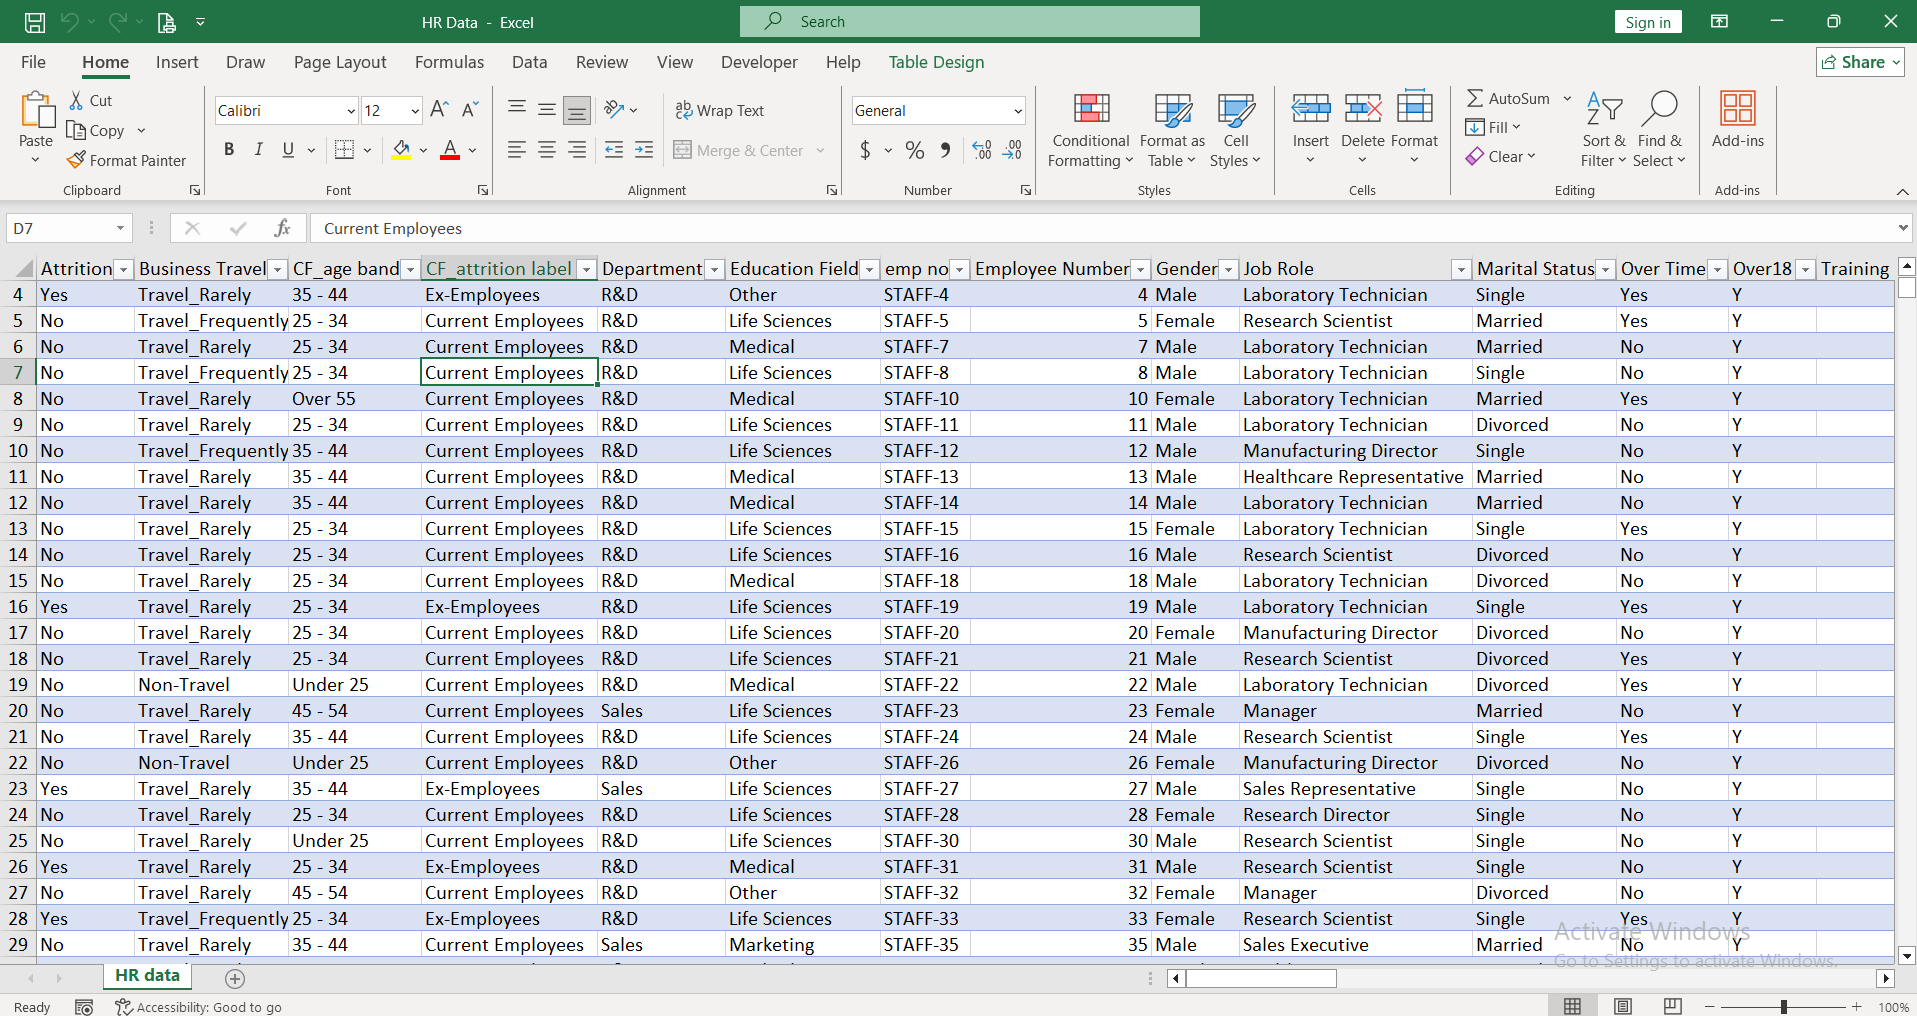 HR Data - Excel
Search
Sign in
File Home Insert Draw Page Layout Formulas Data Review View Developer Help Table Design
Share
Paste
Cut
Copy
Format Painter
Clipboard
Calibri 12
B I U
Font
Wrap Text
Merge & Center
Alignment
General
$ % ,
Number
Conditional Formatting
Format as Table
Cell Styles
Styles
Insert Delete Format
Cells
AutoSum
Fill
Clear
Sort & Filter
Find & Select
Editing
Add-ins
Add-ins
D7 fx Current Employees
Attrition Business Travel CF_age band CF_attrition label Department Education Field emp no Employee Number Gender Job Role Marital Status Over Time Over18 Training
4 Yes Travel_Rarely 35 - 44 Ex-Employees R&D Other STAFF-4 4 Male Laboratory Technician Single Yes Y
5 No Travel_Frequently 25 - 34 Current Employees R&D Life Sciences STAFF-5 5 Female Research Scientist Married Yes Y
6 No Travel_Rarely 25 - 34 Current Employees R&D Medical STAFF-7 7 Male Laboratory Technician Married No Y
7 No Travel_Frequently 25 - 34 Current Employees R&D Life Sciences STAFF-8 8 Male Laboratory Technician Single No Y
8 No Travel_Rarely Over 55 Current Employees R&D Medical STAFF-10 10 Female Laboratory Technician Married Yes Y
9 No Travel_Rarely 25 - 34 Current Employees R&D Life Sciences STAFF-11 11 Male Laboratory Technician Divorced No Y
10 No Travel_Frequently 35 - 44 Current Employees R&D Life Sciences STAFF-12 12 Male Manufacturing Director Single No Y
11 No Travel_Rarely 35 - 44 Current Employees R&D Medical STAFF-13 13 Male Healthcare Representative Married No Y
12 No Travel_Rarely 35 - 44 Current Employees R&D Medical STAFF-14 14 Male Laboratory Technician Married No Y
13 No Travel_Rarely 25 - 34 Current Employees R&D Life Sciences STAFF-15 15 Female Laboratory Technician Single Yes Y
14 No Travel_Rarely 25 - 34 Current Employees R&D Life Sciences STAFF-16 16 Male Research Scientist Divorced No Y
15 No Travel_Rarely 25 - 34 Current Employees R&D Medical STAFF-18 18 Male Laboratory Technician Divorced No Y
16 Yes Travel_Rarely 25 - 34 Ex-Employees R&D Life Sciences STAFF-19 19 Male Laboratory Technician Single Yes Y
17 No Travel_Rarely 25 - 34 Current Employees R&D Life Sciences STAFF-20 20 Female Manufacturing Director Divorced No Y
18 No Travel_Rarely 25 - 34 Current Employees R&D Life Sciences STAFF-21 21 Male Research Scientist Divorced Yes Y
19 No Non-Travel Under 25 Current Employees R&D Medical STAFF-22 22 Male Laboratory Technician Divorced Yes Y
20 No Travel_Rarely 45 - 54 Current Employees Sales Life Sciences STAFF-23 23 Female Manager Married No Y
21 No Travel_Rarely 35 - 44 Current Employees R&D Life Sciences STAFF-24 24 Male Research Scientist Single Yes Y
22 No Non-Travel Under 25 Current Employees R&D Other STAFF-26 26 Female Manufacturing Director Divorced No Y
23 Yes Travel_Rarely 35 - 44 Ex-Employees Sales Life Sciences STAFF-27 27 Male Sales Representative Single No Y
24 No Travel_Rarely 25 - 34 Current Employees R&D Life Sciences STAFF-28 28 Female Research Director Single No Y
25 No Travel_Rarely Under 25 Current Employees R&D Life Sciences STAFF-30 30 Male Research Scientist Single No Y
26 Yes Travel_Rarely 25 - 34 Ex-Employees R&D Medical STAFF-31 31 Male Research Scientist Single No Y
27 No Travel_Rarely 45 - 54 Current Employees R&D Other STAFF-32 32 Female Manager Divorced No Y
28 Yes Travel_Frequently 25 - 34 Ex-Employees R&D Life Sciences STAFF-33 33 Female Research Scientist Single Yes Y
29 No Travel_Rarely 35 - 44 Current Employees Sales Marketing STAFF-35 35 Male Sales Executive Married No Y
Activate Windows
Go to Settings to activate Windows.
HR data
Ready Accessibility: Good to go 100%